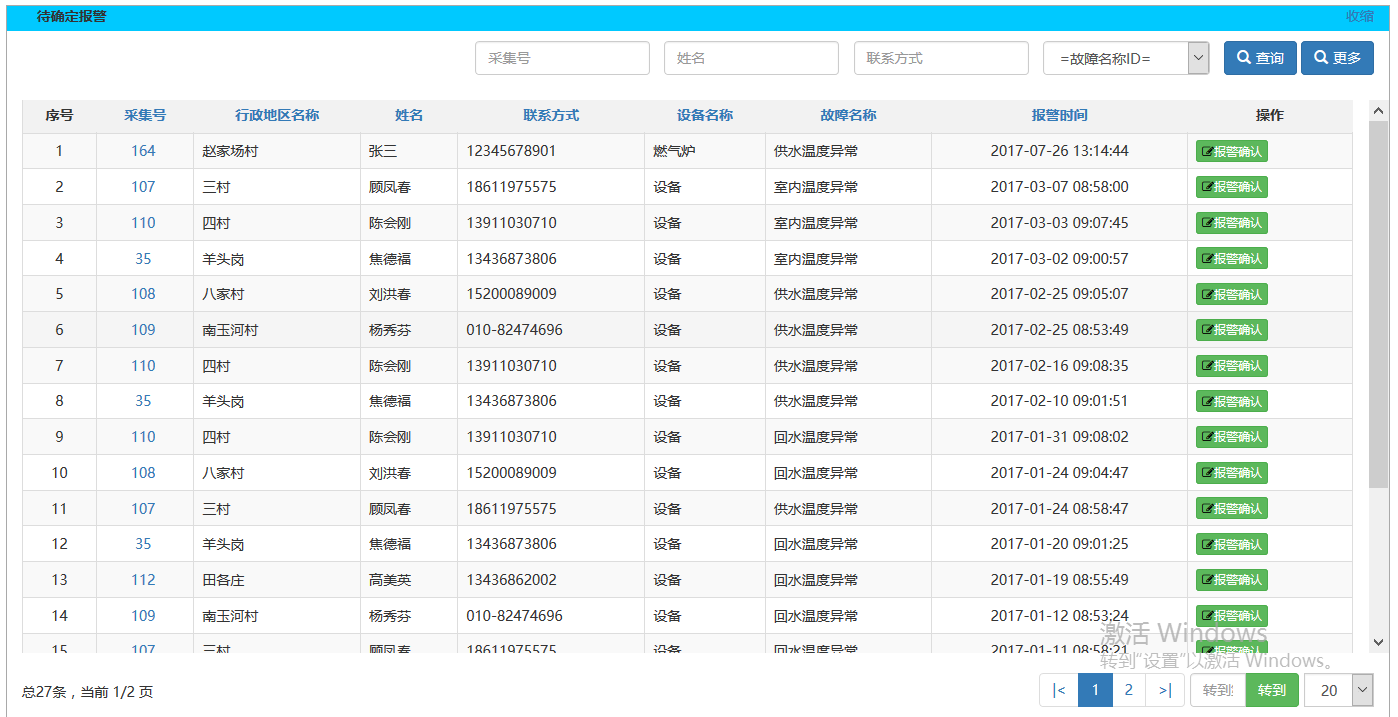 待确定报警 收缩
采集号 姓名 联系方式 =故障名称ID= 查询 更多
序号 采集号 行政地区名称 姓名 联系方式 设备名称 故障名称 报警时间 操作
1 164 赵家场村 张三 12345678901 燃气炉 供水温度异常 2017-07-26 13:14:44 报警确认
2 107 三村 顾凤春 18611975575 设备 室内温度异常 2017-03-07 08:58:00 报警确认
3 110 四村 陈会刚 13911030710 设备 室内温度异常 2017-03-03 09:07:45 报警确认
4 35 羊头岗 焦德福 13436873806 设备 室内温度异常 2017-03-02 09:00:57 报警确认
5 108 八家村 刘洪春 15200089009 设备 供水温度异常 2017-02-25 09:05:07 报警确认
6 109 南玉河村 杨秀芬 010-82474696 设备 供水温度异常 2017-02-25 08:53:49 报警确认
7 110 四村 陈会刚 13911030710 设备 供水温度异常 2017-02-16 09:08:35 报警确认
8 35 羊头岗 焦德福 13436873806 设备 供水温度异常 2017-02-10 09:01:51 报警确认
9 110 四村 陈会刚 13911030710 设备 回水温度异常 2017-01-31 09:08:02 报警确认
10 108 八家村 刘洪春 15200089009 设备 回水温度异常 2017-01-24 09:04:47 报警确认
11 107 三村 顾凤春 18611975575 设备 供水温度异常 2017-01-24 08:58:47 报警确认
12 35 羊头岗 焦德福 13436873806 设备 回水温度异常 2017-01-20 09:01:25 报警确认
13 112 田各庄 高美英 13436862002 设备 回水温度异常 2017-01-19 08:55:49 报警确认
14 109 南玉河村 杨秀芬 010-82474696 设备 回水温度异常 2017-01-12 08:53:24 报警确认
15 107 三村 顾凤春 18611975575 设备 回水温度异常 2017-01-11 08:58:21 报警确认
激活 Windows
转到“设置”以激活 Windows。
总27条，当前 1/2 页 |< 1 2 >| 转到 转到 20